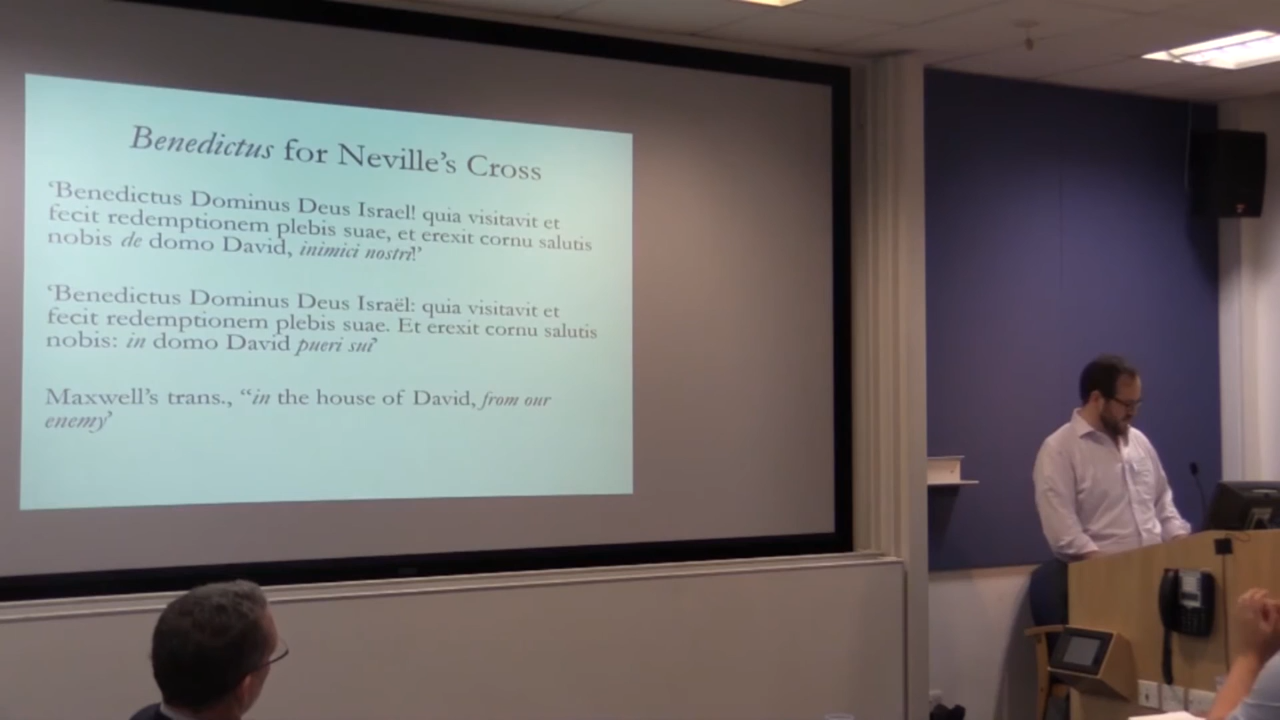 Benedictus for Neville's Cross
‘Benedictus Dominus Deus Israel! quia visitavit et
fecit redemptionem plebis suae, et erexit cornu salutis
nobis de domo David, inimici nostri!’
‘Benedictus Dominus Deus Israël: quia visitavit et
fecit redemptionem plebis suae. Et erexit cornu salutis
nobis: in domo David pueri sui’
Maxwell’s trans., “in the house of David, from our
enemy’